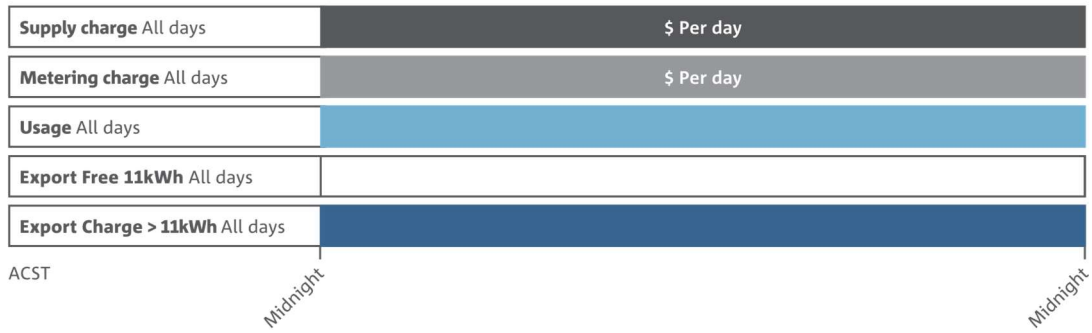 Supply charge All days
$ Per day
Metering charge All days
$ Per day
Usage All days
Export Free 11kWh All days
Export Charge > 11kWh All days
ACST
Midnight
Midnight